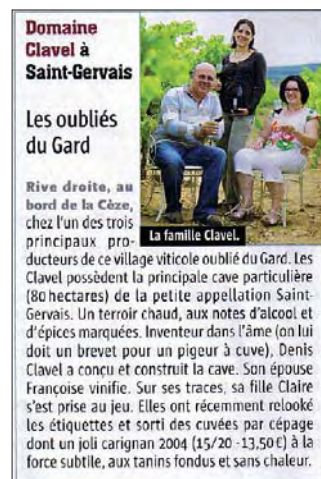 Domaine
Clavel à
Saint-Gervais
Les oubliés
du Gard
Rive droite, au
bord de la Cèze,
chez l'un des trois
principaux pro-
La famille Clavel.
ducteurs de ce village viticole oublié du Gard. Les
Clavel possèdent la principale cave particulière
(80 hectares) de la petite appellation Saint-
Gervais. Un terroir chaud, aux notes d'alcool et
d'épices marquées. Inventeur dans l'âme (on lui
doit un brevet pour un pigeur à cuve), Denis
Clavel a conçu et construit la cave. Son épouse
Françoise vinifie. Sur ses traces, sa fille Claire
s'est prise au jeu. Elles ont récemment relooké
les étiquettes et sorti des cuvées par cépage
dont un joli carignan 2004 (15/20 - 13,50€) à la
force subtile, aux tanins fondus et sans chaleur.